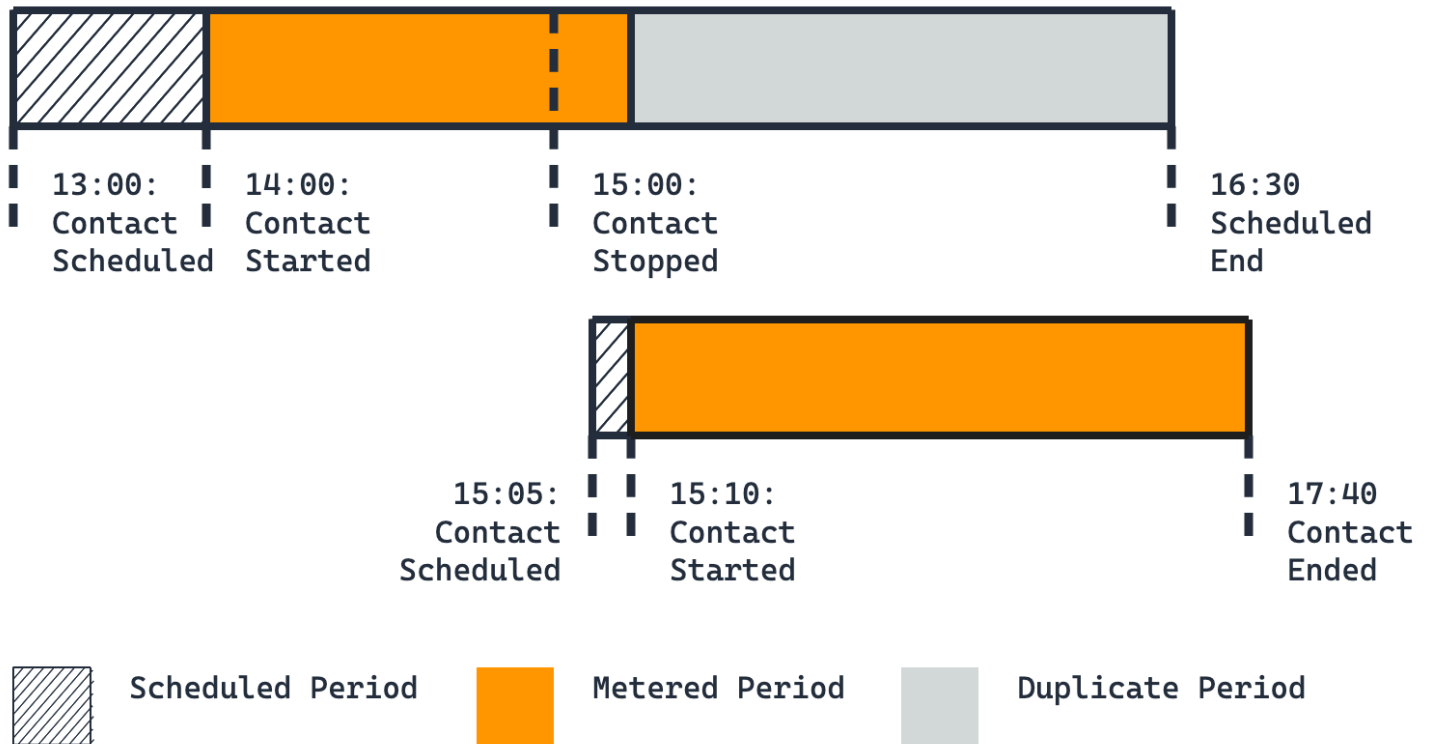 13:00:
Contact
Scheduled
14:00:
Contact
Started
15:00:
Contact
Stopped
16:30
Scheduled
End
15:05:
Contact
Scheduled
15:10:
Contact
Started
17:40
Contact
Ended
Scheduled Period
Metered Period
Duplicate Period